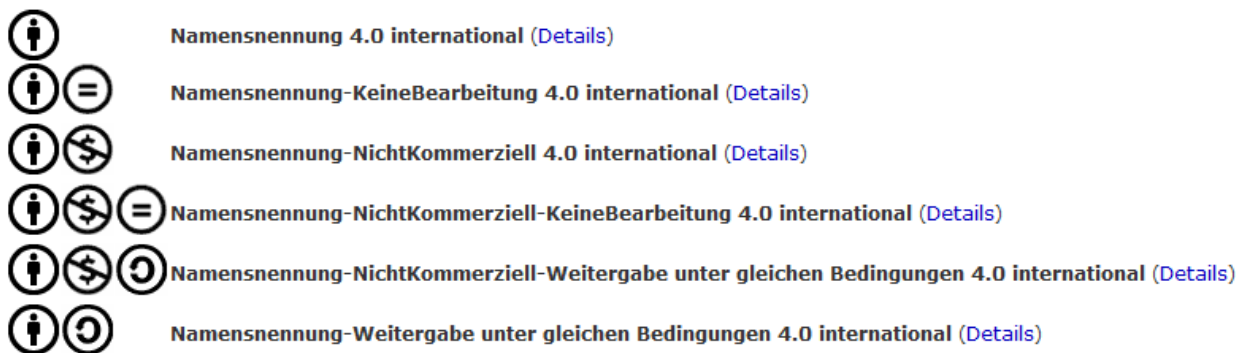 Namensnennung 4.0 international (Details)
Namensnennung-KeineBearbeitung 4.0 international (Details)
Namensnennung-NichtKommerziell 4.0 international (Details)
Namensnennung-NichtKommerziell-KeineBearbeitung 4.0 international (Details)
Namensnennung-NichtKommerziell-Weitergabe unter gleichen Bedingungen 4.0 international (Details)
Namensnennung-Weitergabe unter gleichen Bedingungen 4.0 international (Details)